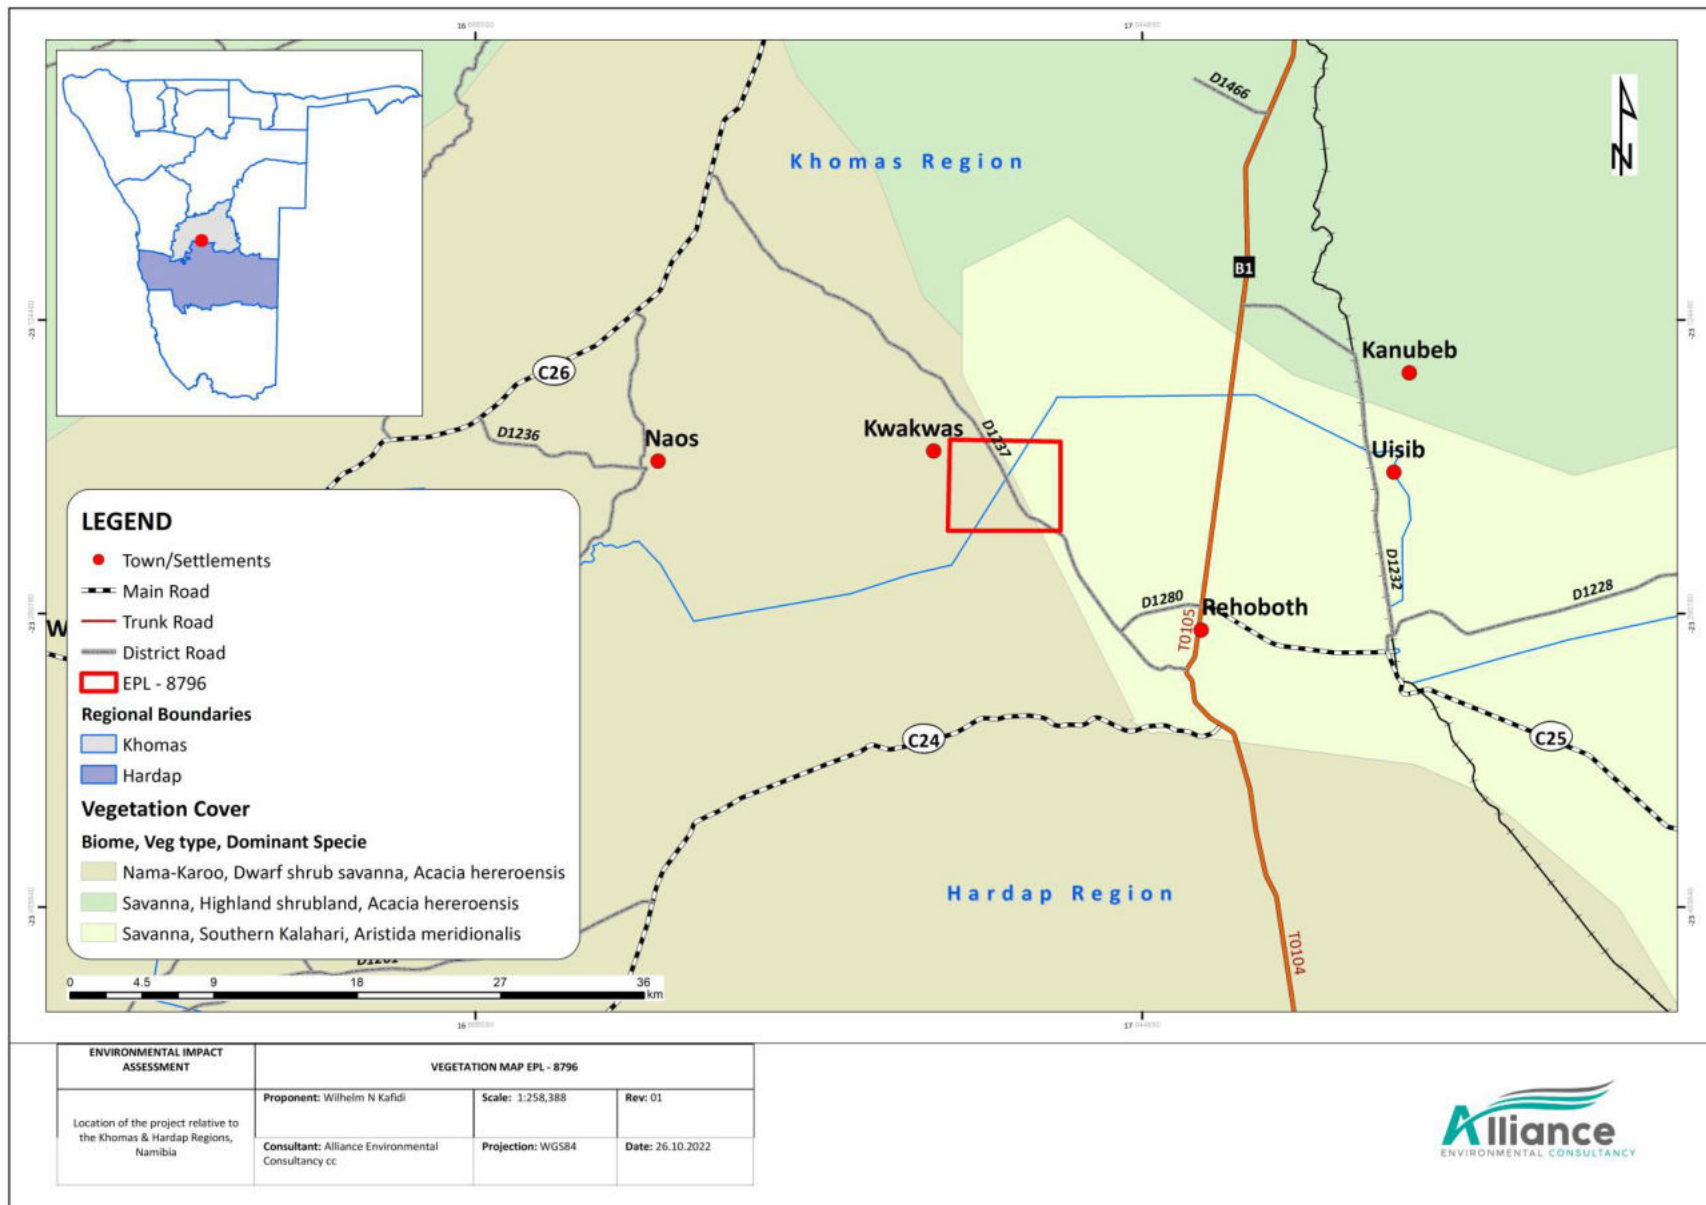 Khomas Region
D1466
B1
Kanubeb
C26
Kwakwas
D1237
D1236
Naos
Uisib
LEGEND
Town/Settlements
Main Road
Trunk Road
District Road
EPL - 8796
Regional Boundaries
Khomas
Hardap
Vegetation Cover
Biome, Veg type, Dominant Specie
Nama-Karoo, Dwarf shrub savanna, Acacia hereroensis
Savanna, Highland shrubland, Acacia hereroensis
Savanna, Southern Kalahari, Aristida meridionalis
W
D1232
D1228
D1280
Rehoboth
T0105
C24
C25
Hardap Region
T0104
D1261
0 4.5 9 18 27 36
km
N
ENVIRONMENTAL IMPACT
ASSESSMENT
VEGETATION MAP EPL - 8796
Location of the project relative to
the Khomas & Hardap Regions,
Namibia
Proponent: Wilhelm N Kafidi
Scale: 1:258,388
Rev: 01
Consultant: Alliance Environmental
Consultancy cc
Projection: WGS84
Date: 26.10.2022
Alliance
ENVIRONMENTAL CONSULTANCY